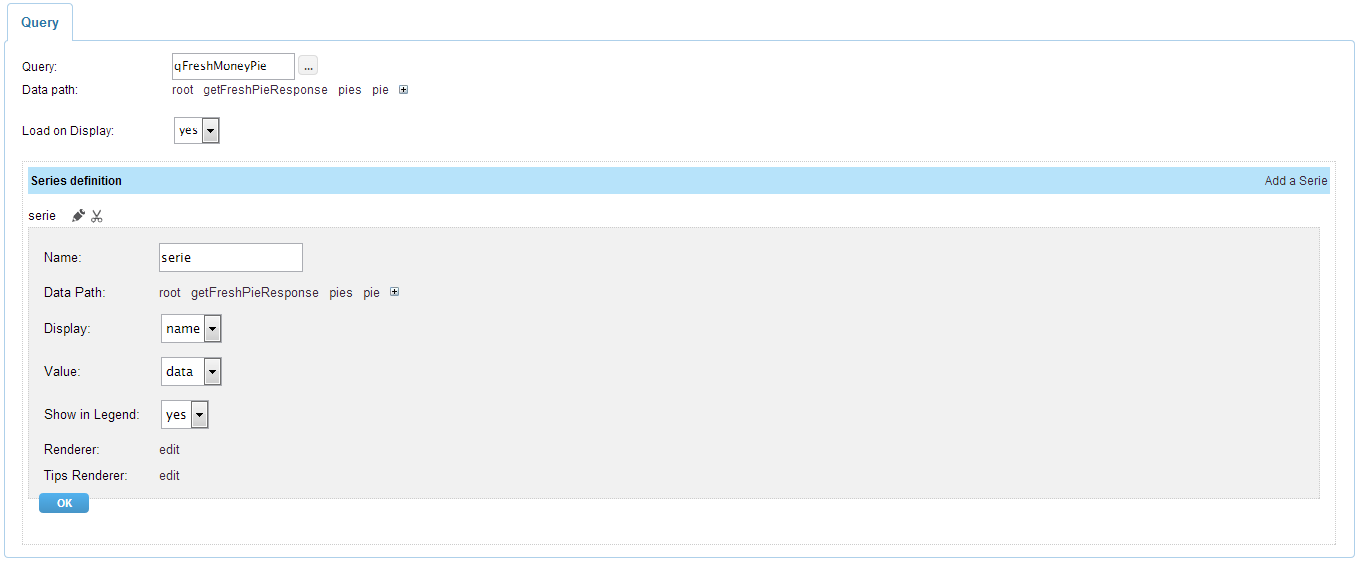 Query
Query: qFreshMoneyPie ...
Data path: root getFreshPieResponse pies pie
Load on Display: yes
Series definition Add a Serie
serie
Name: serie
Data Path: root getFreshPieResponse pies pie
Display: name
Value: data
Show in Legend: yes
Renderer: edit
Tips Renderer: edit
OK